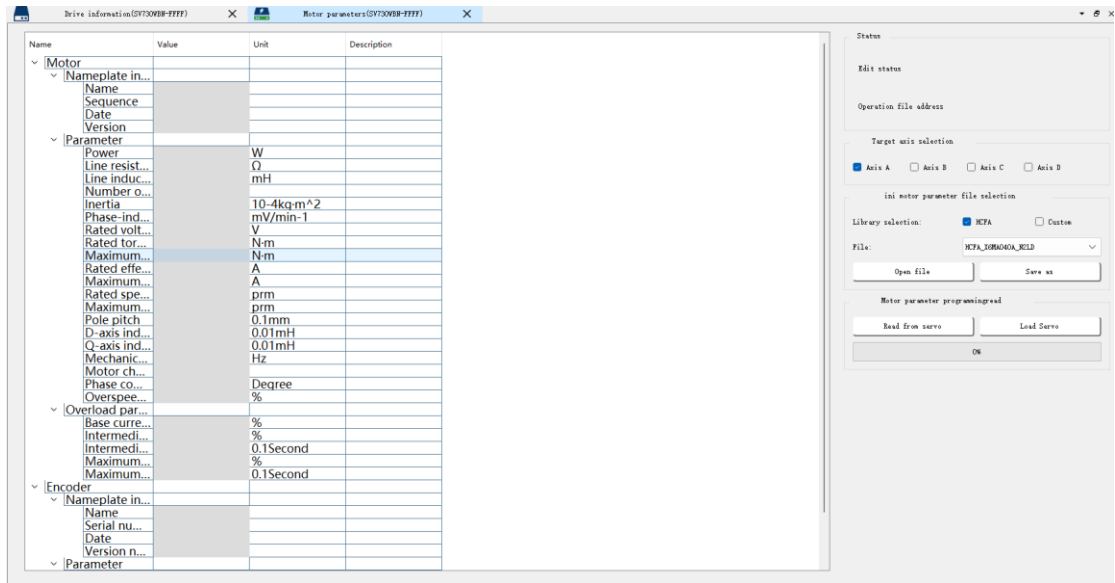 Drive information(SV730VBN-FFFF)
Motor parameters(SV730VBN-FFFF)
Name Value Unit Description
Motor
Nameplate in...
Name
Sequence
Date
Version
Parameter
Power W
Line resist... Ω
Line induc... mH
Number o...
Inertia 10-4kg·m^2
Phase-ind... mV/min-1
Rated volt... V
Rated tor... N·m
Maximum... N·m
Rated effe... A
Maximum... A
Rated spe... prm
Maximum... prm
Pole pitch 0.1mm
D-axis ind... 0.01mH
Q-axis ind... 0.01mH
Mechanic... Hz
Motor ch...
Phase co... Degree
Overspee... %
Overload par...
Base curre... %
Intermedi... %
Intermedi... 0.1Second
Maximum... %
Maximum... 0.1Second
Encoder
Nameplate in...
Name
Serial nu...
Date
Version n...
Parameter
Status
Edit status
Operation file address
Target axis selection
Axis A Axis B Axis C Axis D
ini motor parameter file selection
Library selection: HCFA Custom
File: HCFA_X6MA040A_N2LD
Open file Save as
Motor parameter programmingread
Read from servo Load Servo
0%